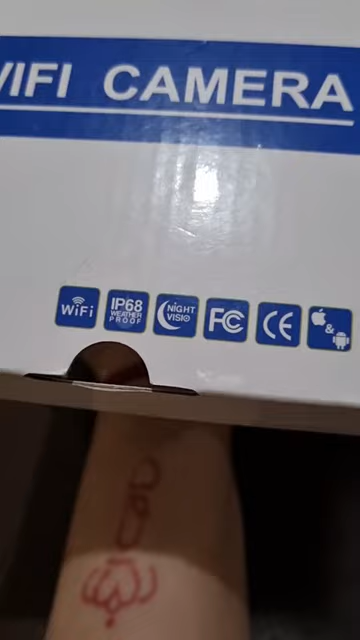 WIFI CAMERA
WiFi
IP68
WEATHER
PROOF
NIGHT
VISIO
FC
CE
&